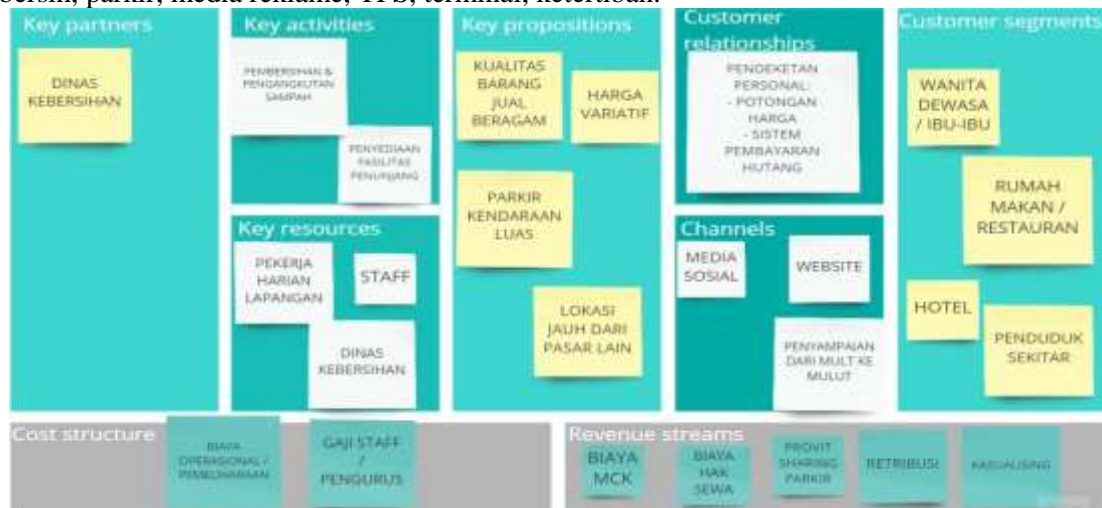 bersih, parkir, media reklame, TPS, terminal, ketertiban.
Key partners
DINAS
KEBERSIHAN
Key activities
PEMBERSIHAN &
PENGANGKUTAN
SAMPAH
PENYEDIAAN
FASILITAS
PENUNJANG
Key resources
PEKERJA
HARIAN
LAPANGAN
STAFF
DINAS
KEBERSIHAN
Key propositions
KUALITAS
BARANG
JUAL
BERAGAM
HARGA
VARIATIF
PARKIR
KENDARAAN
LUAS
LOKASI
JAUH DARI
PASAR LAIN
Customer
relationships
PENDEKETAN
PERSONAL:
- POTONGAN
HARGA
- SISTEM
PEMBAYARAN
HUTANG
Channels
MEDIA
SOSIAL
WEBSITE
PENYAMPAIAN
DARI MULT KE
MULUT
Customer segments
WANITA
DEWASA
/ IBU-IBU
RUMAH
MAKAN /
RESTAURAN
HOTEL
PENDUDUK
SEKITAR
Cost structure
BIAYA
OPERASIONAL /
PEMELIHARAAN
GAJI STAFF
/
PENGURUS
Revenue streams
BIAYA
MCK
BIAYA
HAK
SEWA
PROVIT
SHARING
PARKIR
RETRIBUSI